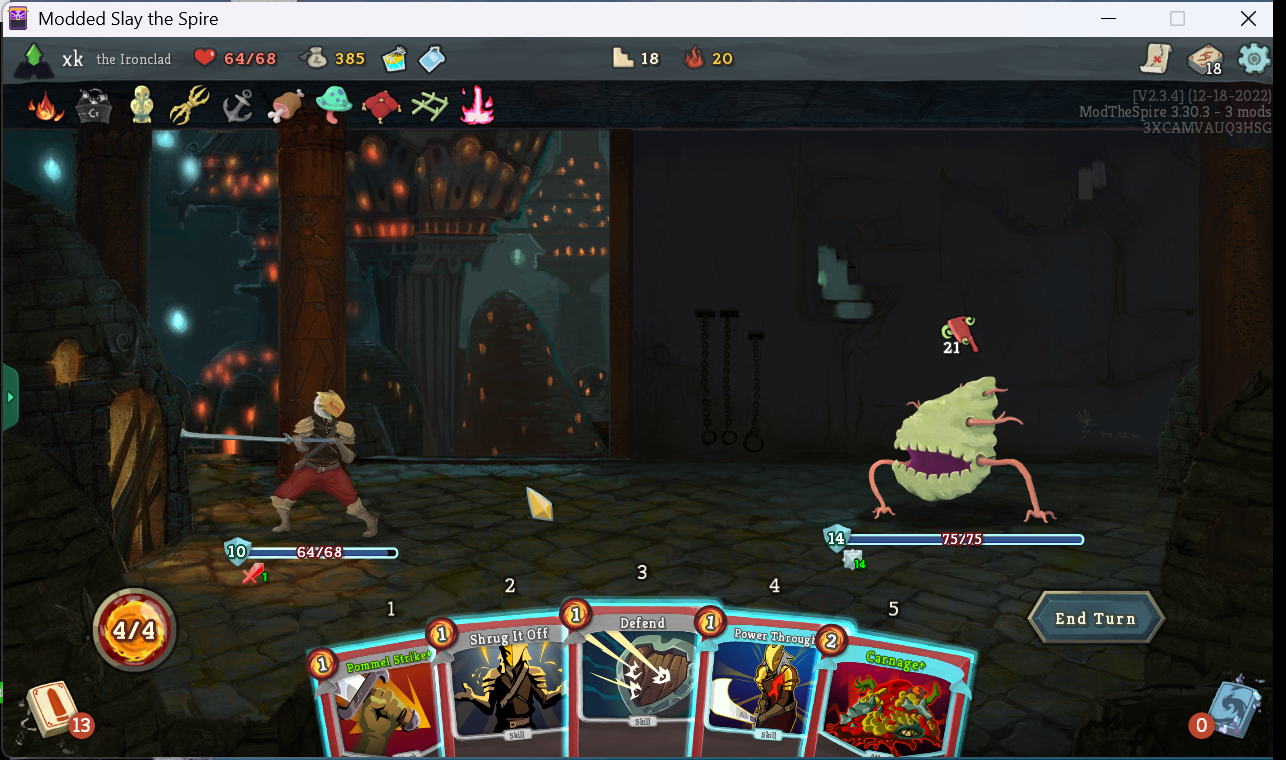 Modded Slay the Spire
xk the Ironclad 64/68 385 18 20 18
[V2.3.4] (12-18-2022)
ModTheSpire 3.30.3 - 3 mods
3XCAMVAUQ3HSG
21
10 64/68
1
14 75/75
14
4/4
1 2 3 4 5
End Turn
1 Pommel Strike+
1 Shrug It Off
Skill
1 Defend
Skill
1 Power Through
Skill
2 Carnage+
13
0